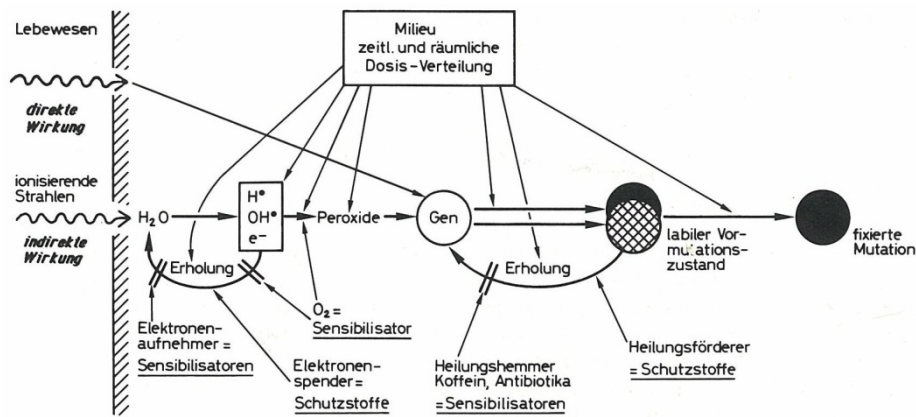 Lebewesen
Milieu
zeitl. und räumliche
Dosis-Verteilung
direkte
Wirkung
ionisierende
Strahlen
indirekte
Wirkung
H₂O
H•
OH•
e⁻
Peroxide
Gen
labiler Vor-
mutations-
zustand
fixierte
Mutation
Erholung
Erholung
O₂=
Sensibilisator
Elektronen-
aufnehmer =
Sensibilisatoren
Elektronen-
spender=
Schutzstoffe
Heilungshemmer
Koffein, Antibiotika
=Sensibilisatoren
Heilungsförderer
= Schutzstoffe